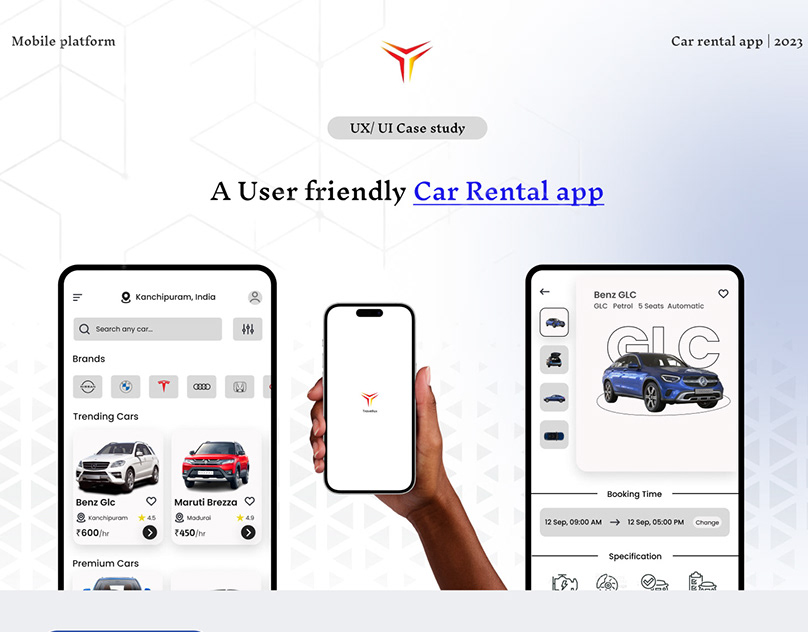 Mobile platform
Car rental app | 2023
UX/ UI Case study
A User friendly Car Rental app
Kanchipuram, India
Search any car...
Brands
Trending Cars
Benz Glc
Kanchipuram 4.5
₹600/hr
Maruti Brezza
Madurai 4.9
₹450/hr
Premium Cars
Benz GLC
GLC Petrol 5 Seats Automatic
GLC
Booking Time
12 Sep, 09:00 AM → 12 Sep, 05:00 PM Change
Specification